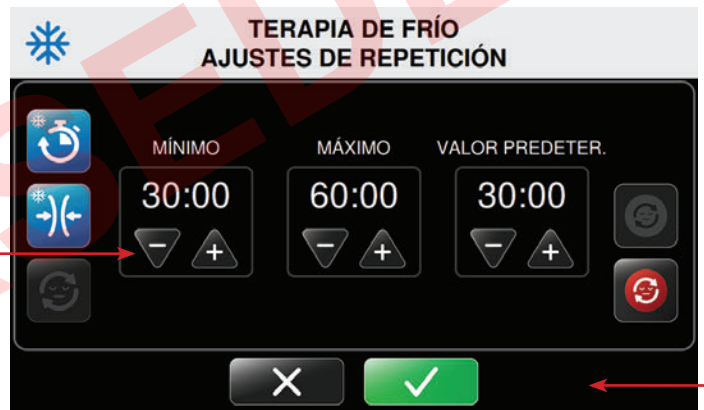 TERAPIA DE FRÍO
AJUSTES DE REPETICIÓN
MÍNIMO MÁXIMO VALOR PREDETER.
30:00 60:00 30:00
- + - + - +